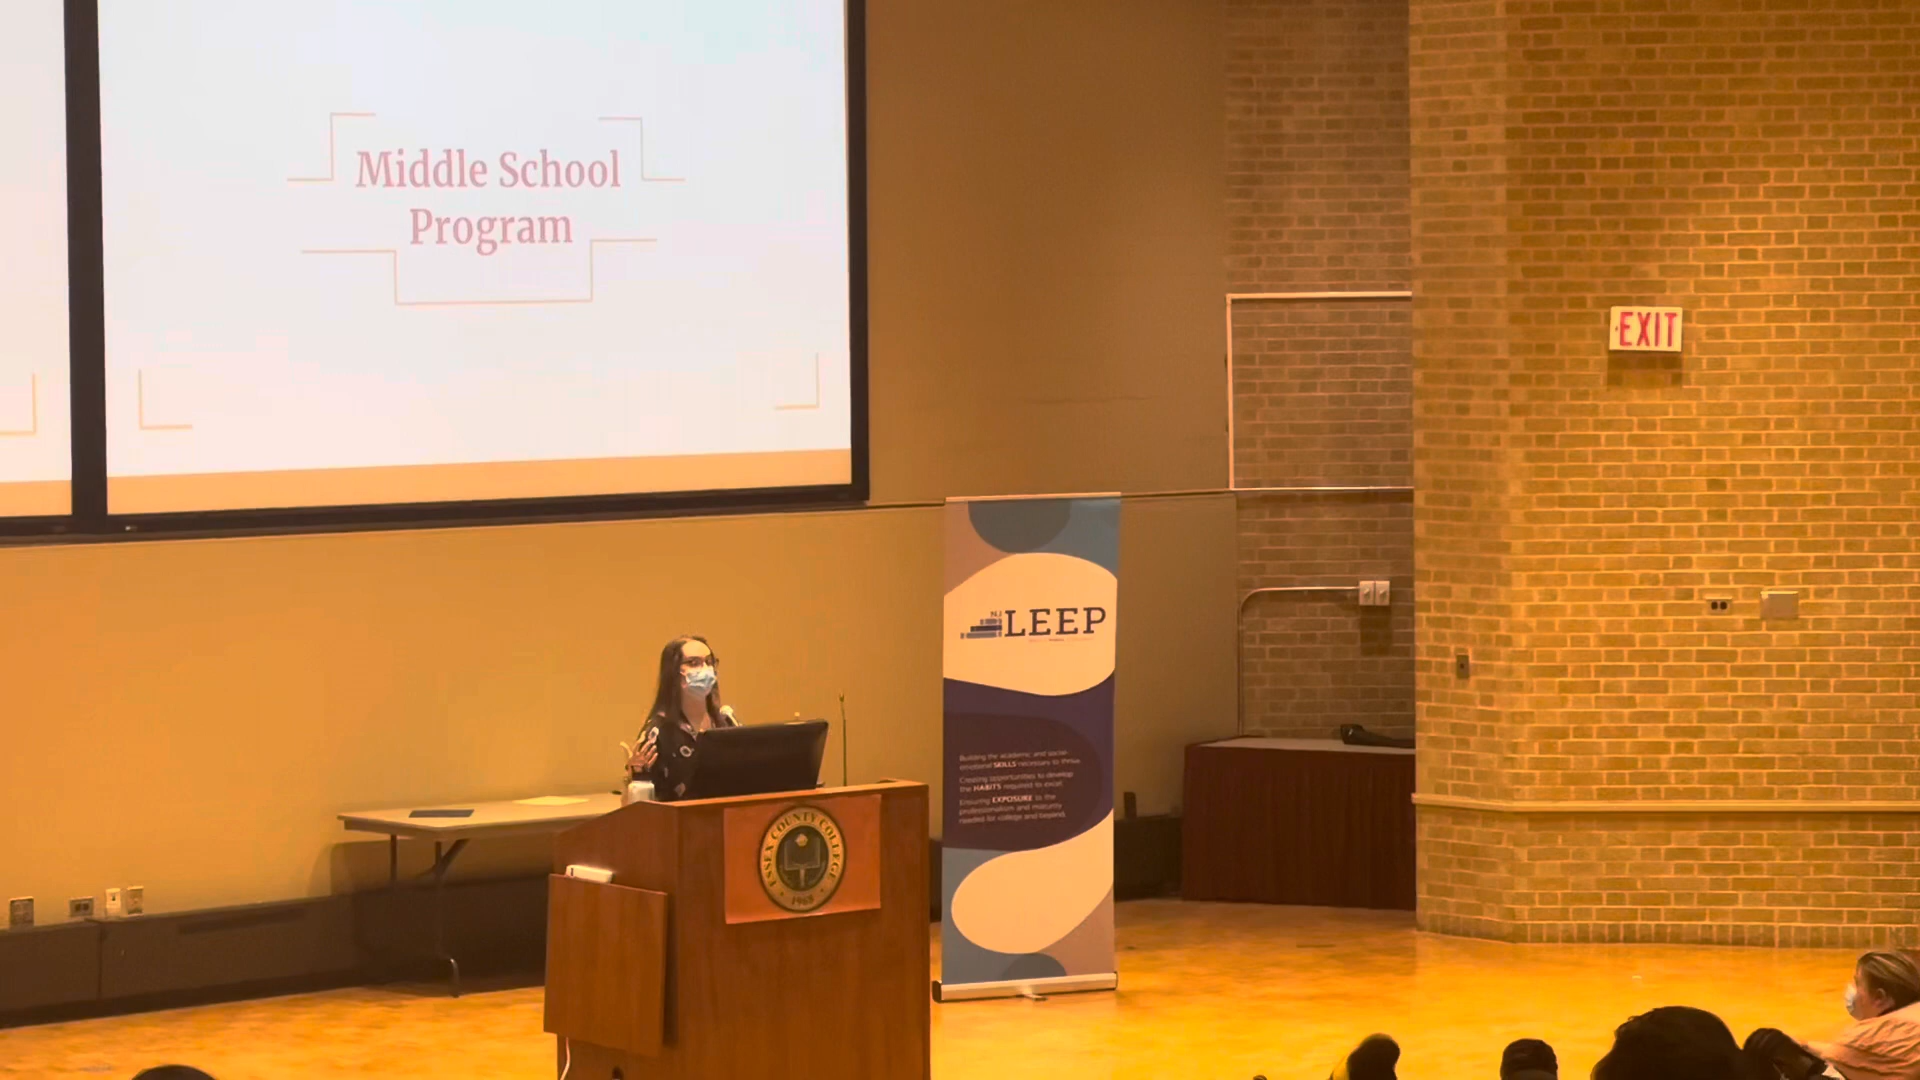 Middle School
Program
EXIT
NJ
LEEP
Building the academic and socio-
emotional SKILLS necessary to thrive.
Creating opportunities to develop
the HABITS required to excel.
Ensuring EXPOSURE to the
professionalism and maturity
needed for college and beyond.
ESSEX COUNTY COLLEGE
1968